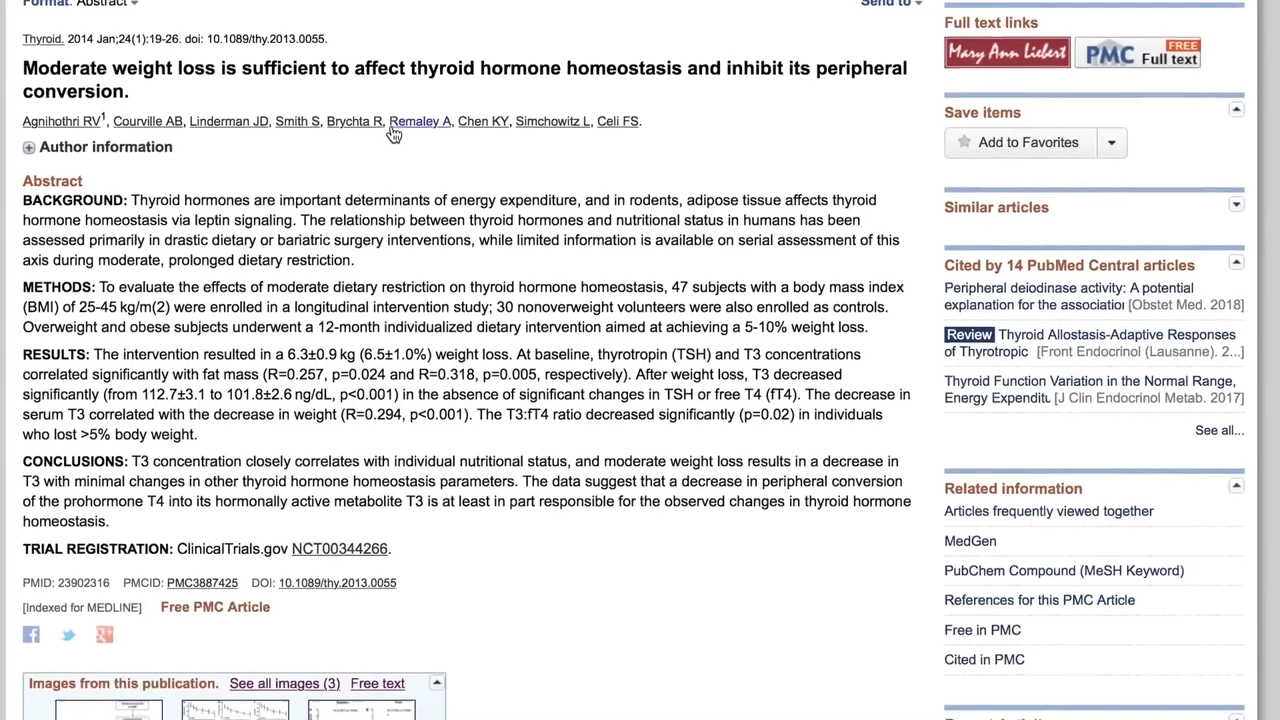 Format: Abstract
Send to
Thyroid. 2014 Jan;24(1):19-26. doi: 10.1089/thy.2013.0055.
Moderate weight loss is sufficient to affect thyroid hormone homeostasis and inhibit its peripheral
conversion.
Agnihothri RV1, Courville AB, Linderman JD, Smith S, Brychta R, Remaley A, Chen KY, Simchowitz L, Celi FS.
Author information
Abstract
BACKGROUND: Thyroid hormones are important determinants of energy expenditure, and in rodents, adipose tissue affects thyroid
hormone homeostasis via leptin signaling. The relationship between thyroid hormones and nutritional status in humans has been
assessed primarily in drastic dietary or bariatric surgery interventions, while limited information is available on serial assessment of this
axis during moderate, prolonged dietary restriction.
METHODS: To evaluate the effects of moderate dietary restriction on thyroid hormone homeostasis, 47 subjects with a body mass index
(BMI) of 25-45 kg/m(2) were enrolled in a longitudinal intervention study; 30 nonoverweight volunteers were also enrolled as controls.
Overweight and obese subjects underwent a 12-month individualized dietary intervention aimed at achieving a 5-10% weight loss.
RESULTS: The intervention resulted in a 6.3±0.9 kg (6.5±1.0%) weight loss. At baseline, thyrotropin (TSH) and T3 concentrations
correlated significantly with fat mass (R=0.257, p=0.024 and R=0.318, p=0.005, respectively). After weight loss, T3 decreased
significantly (from 112.7±3.1 to 101.8±2.6 ng/dL, p<0.001) in the absence of significant changes in TSH or free T4 (fT4). The decrease in
serum T3 correlated with the decrease in weight (R=0.294, p<0.001). The T3:fT4 ratio decreased significantly (p=0.02) in individuals
who lost >5% body weight.
CONCLUSIONS: T3 concentration closely correlates with individual nutritional status, and moderate weight loss results in a decrease in
T3 with minimal changes in other thyroid hormone homeostasis parameters. The data suggest that a decrease in peripheral conversion
of the prohormone T4 into its hormonally active metabolite T3 is at least in part responsible for the observed changes in thyroid hormone
homeostasis.
TRIAL REGISTRATION: ClinicalTrials.gov NCT00344266.
PMID: 23902316 PMCID: PMC3887425 DOI: 10.1089/thy.2013.0055
[Indexed for MEDLINE] Free PMC Article
Images from this publication. See all images (3) Free text
Full text links
Mary Ann Liebert
PMC FREE Full text
Save items
Add to Favorites
Similar articles
Cited by 14 PubMed Central articles
Peripheral deiodinase activity: A potential
explanation for the association [Obstet Med. 2018]
Review Thyroid Allostasis-Adaptive Responses
of Thyrotropic [Front Endocrinol (Lausanne). 2...]
Thyroid Function Variation in the Normal Range,
Energy Expenditu [J Clin Endocrinol Metab. 2017]
See all...
Related information
Articles frequently viewed together
MedGen
PubChem Compound (MeSH Keyword)
References for this PMC Article
Free in PMC
Cited in PMC